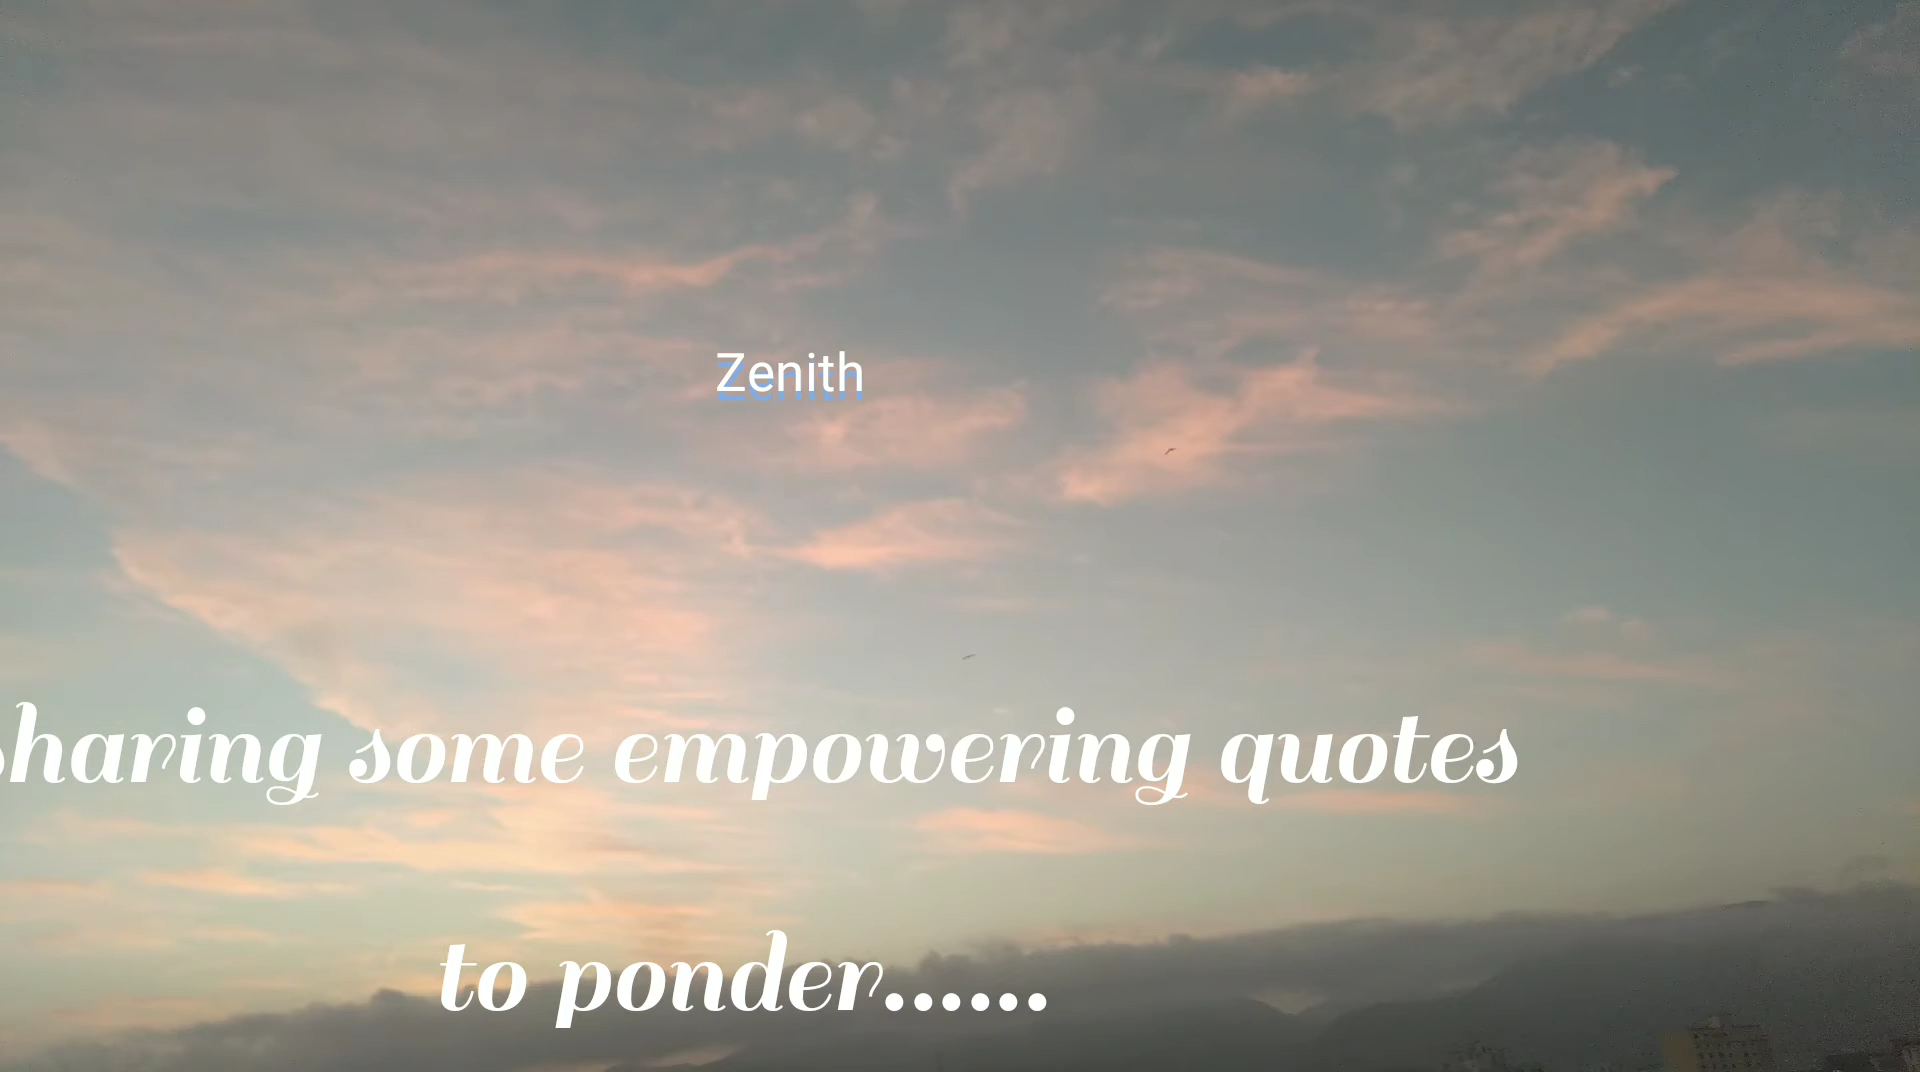 Zenith
sharing some empowering quotes
to ponder......